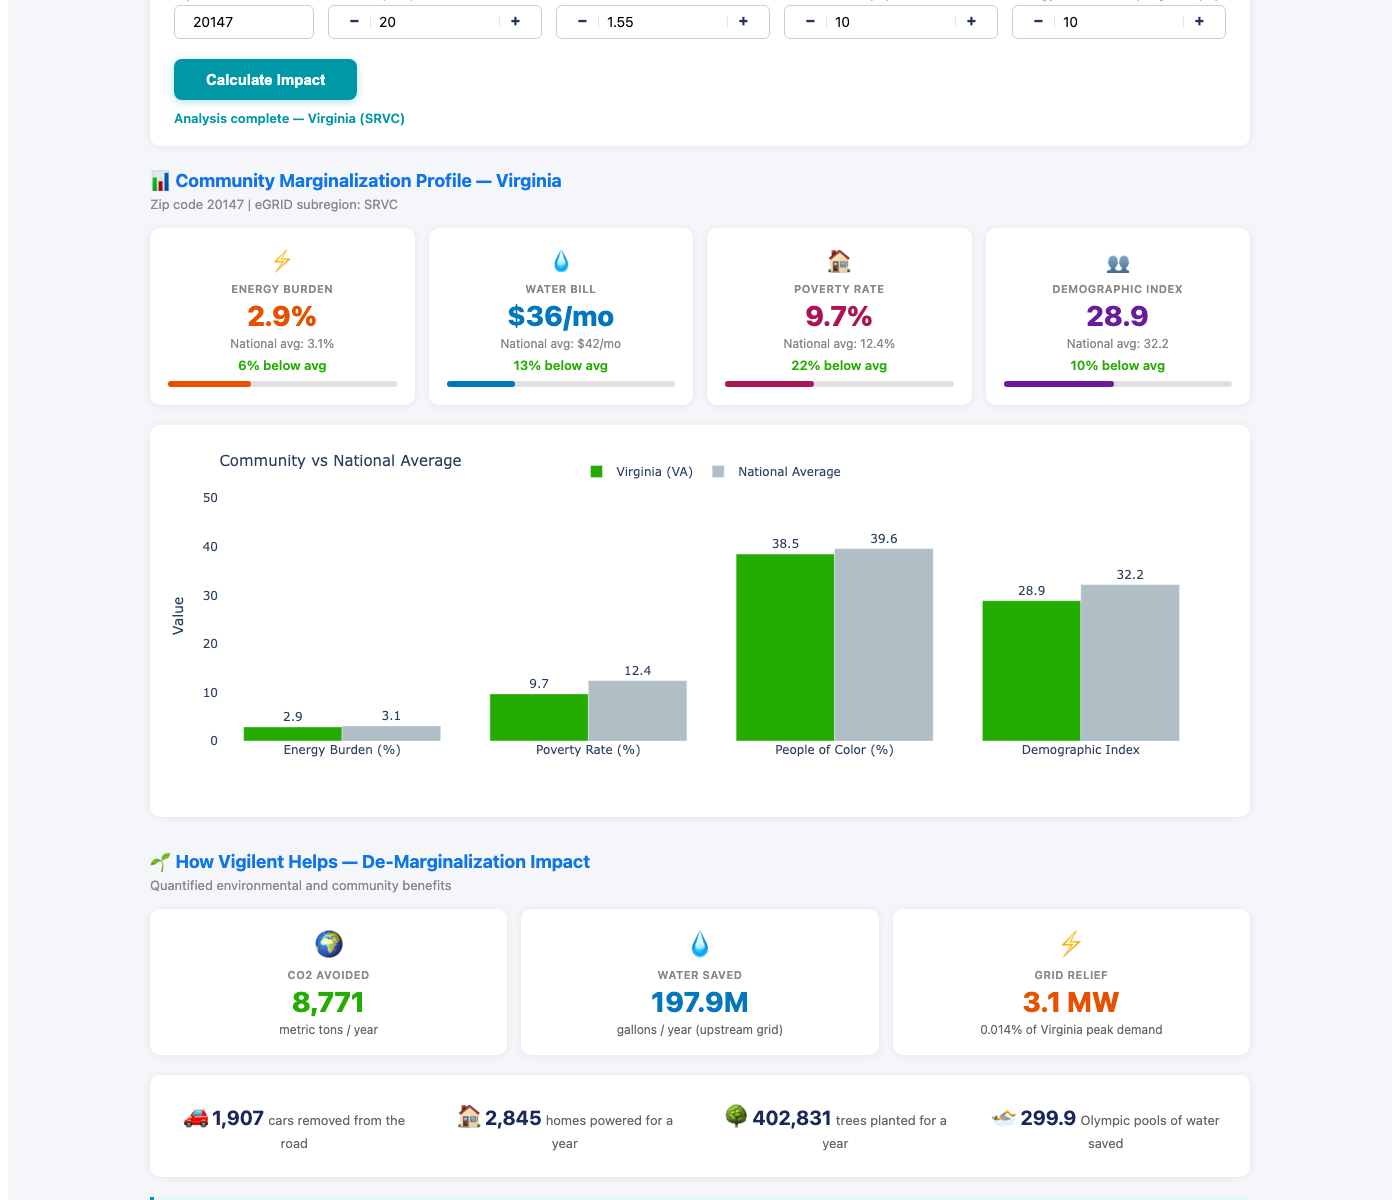 20147
− 20 +
− 1.55 +
− 10 +
− 10 +
Calculate Impact
Analysis complete — Virginia (SRVC)
Community Marginalization Profile — Virginia
Zip code 20147 | eGRID subregion: SRVC
ENERGY BURDEN
2.9%
National avg: 3.1%
6% below avg
WATER BILL
$36/mo
National avg: $42/mo
13% below avg
POVERTY RATE
9.7%
National avg: 12.4%
22% below avg
DEMOGRAPHIC INDEX
28.9
National avg: 32.2
10% below avg
Community vs National Average
Virginia (VA)
National Average
Value
50
40
30
20
10
0
2.9
3.1
9.7
12.4
38.5
39.6
28.9
32.2
Energy Burden (%)
Poverty Rate (%)
People of Color (%)
Demographic Index
How Vigilent Helps — De-Marginalization Impact
Quantified environmental and community benefits
CO2 AVOIDED
8,771
metric tons / year
WATER SAVED
197.9M
gallons / year (upstream grid)
GRID RELIEF
3.1 MW
0.014% of Virginia peak demand
1,907 cars removed from the
road
2,845 homes powered for a
year
402,831 trees planted for a
year
299.9 Olympic pools of water
saved